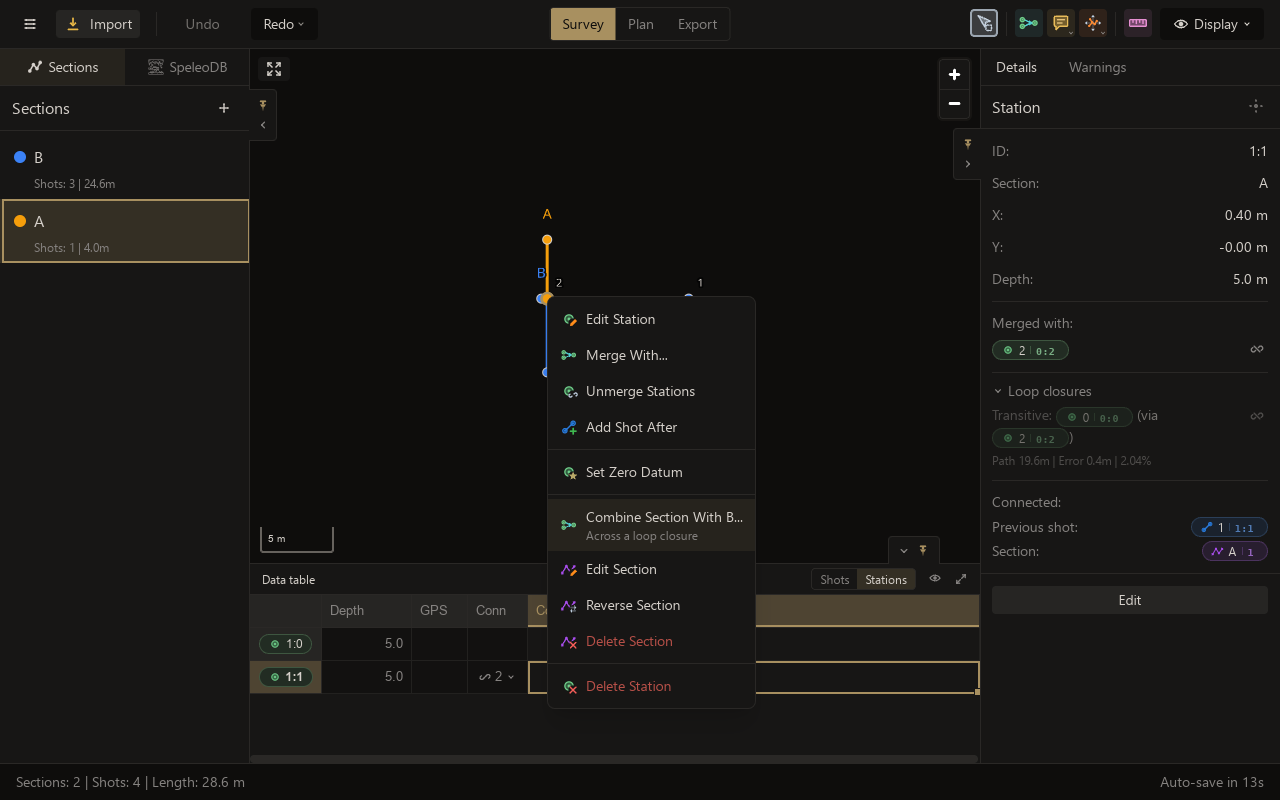 Import
Undo
Redo
Survey
Plan
Export
Display
Sections
SpeleoDB
Sections
B
Shots: 3 | 24.6m
A
Shots: 1 | 4.0m
A
B
2
1
5 m
Edit Station
Merge With...
Unmerge Stations
Add Shot After
Set Zero Datum
Combine Section With B...
Across a loop closure
Edit Section
Reverse Section
Delete Section
Delete Station
Data table
Shots
Stations
Depth
GPS
Conn
1:0
5.0
1:1
5.0
2
Details
Warnings
Station
ID:
1:1
Section:
A
X:
0.40 m
Y:
-0.00 m
Depth:
5.0 m
Merged with:
2 | 0:2
Loop closures
Transitive: 0 | 0:0 (via
2 | 0:2 )
Path 19.6m | Error 0.4m | 2.04%
Connected:
Previous shot:
1 | 1:1
Section:
A | 1
Edit
Sections: 2 | Shots: 4 | Length: 28.6 m
Auto-save in 13s